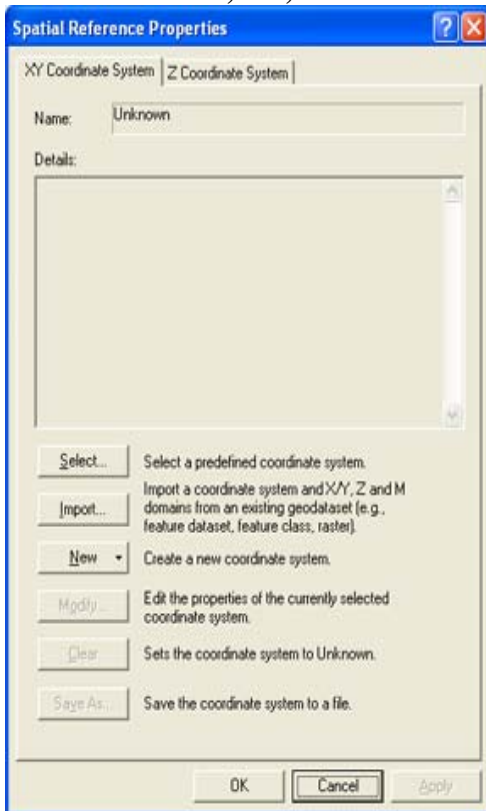 Spatial Reference Properties
XY Coordinate System
Z Coordinate System
Name:
Unknown
Details:
Select...
Select a predefined coordinate system.
Import...
Import a coordinate system and X/Y, Z and M
domains from an existing geodataset (e.g.,
feature dataset, feature class, raster).
New
Create a new coordinate system.
Modify...
Edit the properties of the currently selected
coordinate system.
Clear
Sets the coordinate system to Unknown.
Save As...
Save the coordinate system to a file.
OK
Cancel
Apply